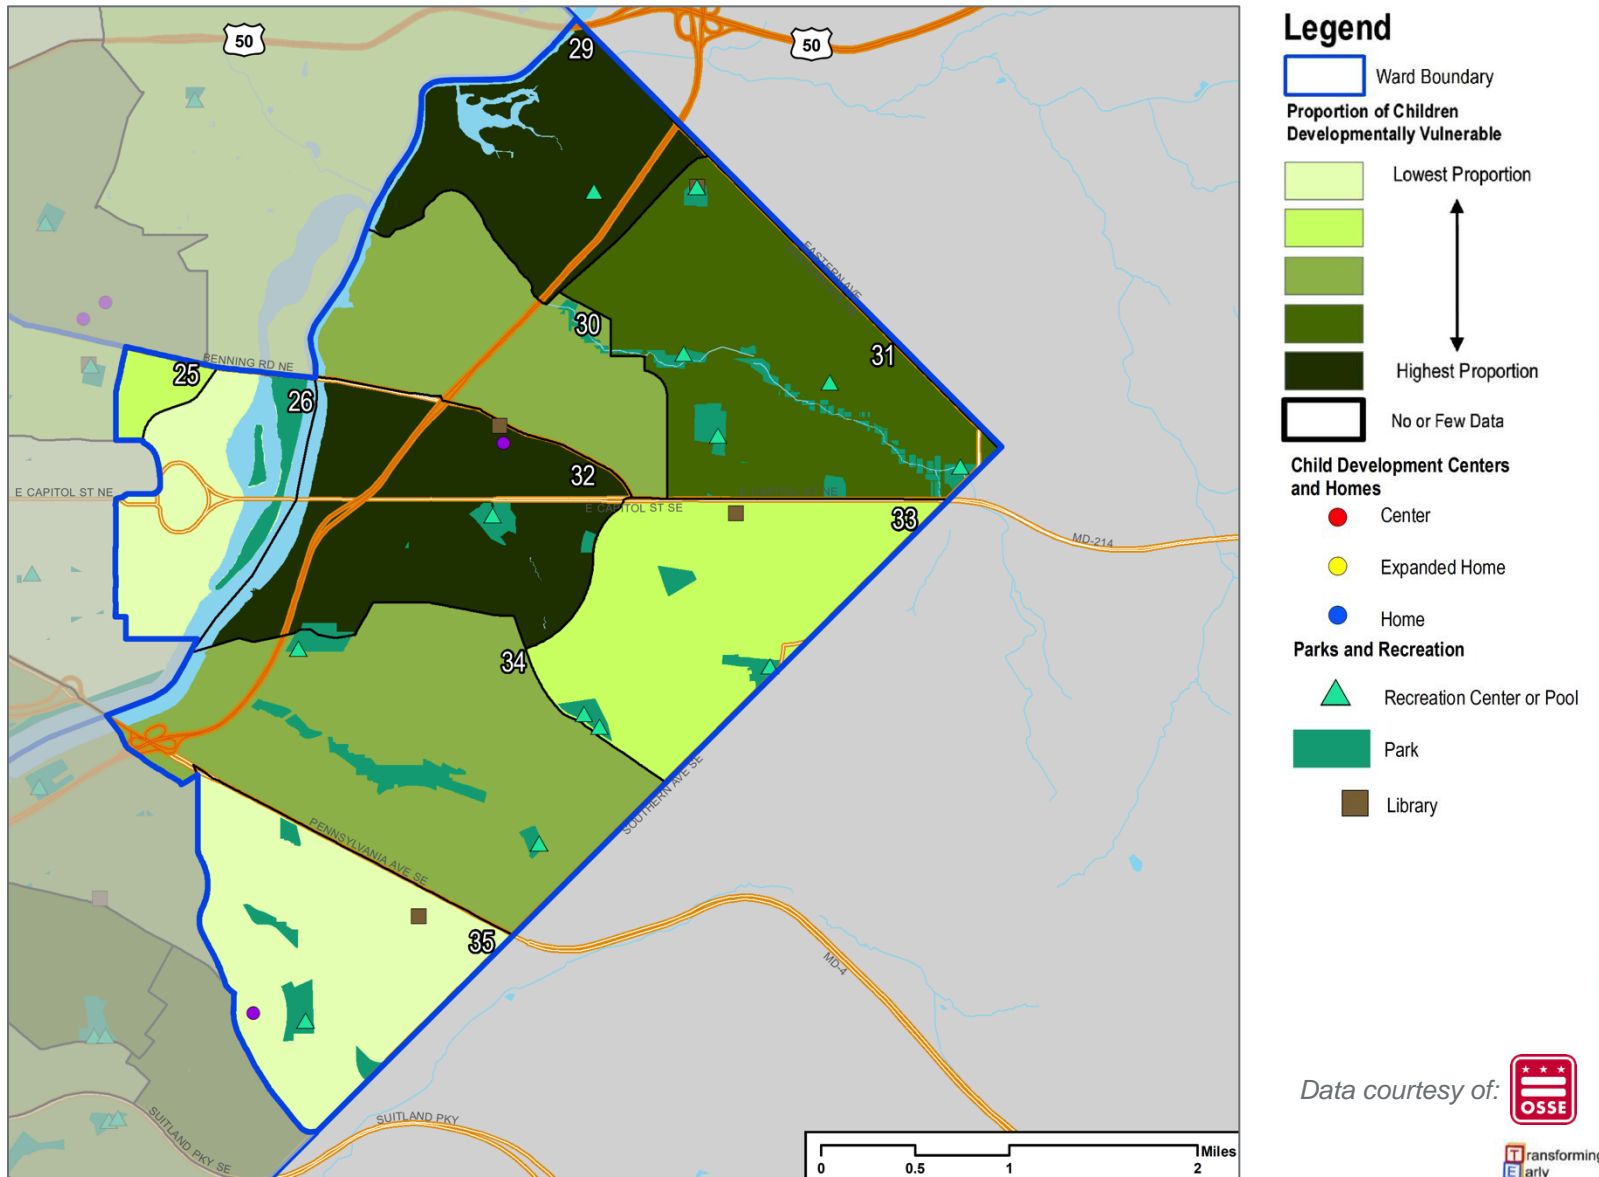 50
50
29
30
31
BENNING RD NE
25
26
EASTERN AVE
32
E CAPITOL ST NE
E CAPITOL ST SE
33
MD-214
34
SOUTHERN AVE SE
PENNSYLVANIA AVE SE
35
MD-4
SUITLAND PKY
SUITLAND PKY SE
0 0.5 1 2 Miles
Legend
Ward Boundary
Proportion of Children
Developmentally Vulnerable
Lowest Proportion
Highest Proportion
No or Few Data
Child Development Centers
and Homes
Center
Expanded Home
Home
Parks and Recreation
Recreation Center or Pool
Park
Library
Data courtesy of:
OSSE
Transforming
Early